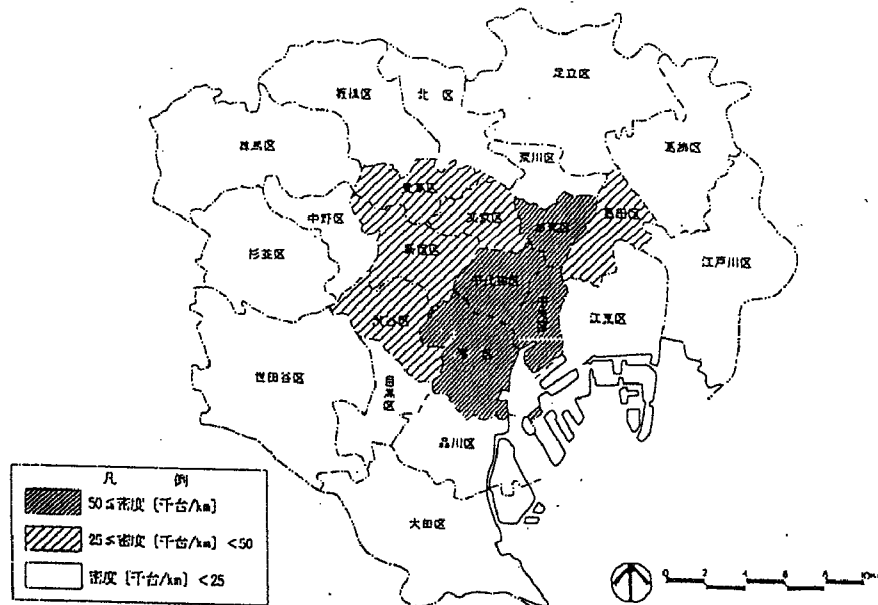 足立区
板橋区
北 区
練馬区
荒川区
葛飾区
豊島区
中野区
文京区
台東区
墨田区
杉並区
新宿区
江戸川区
千代田区
中央区
江東区
渋谷区
港 区
世田谷区
目黒区
品川区
大田区
凡 例
50≦密度〔千台/km〕
25≦密度〔千台/km〕<50
密度〔千台/km〕<25
0 2 4 6 8 10km